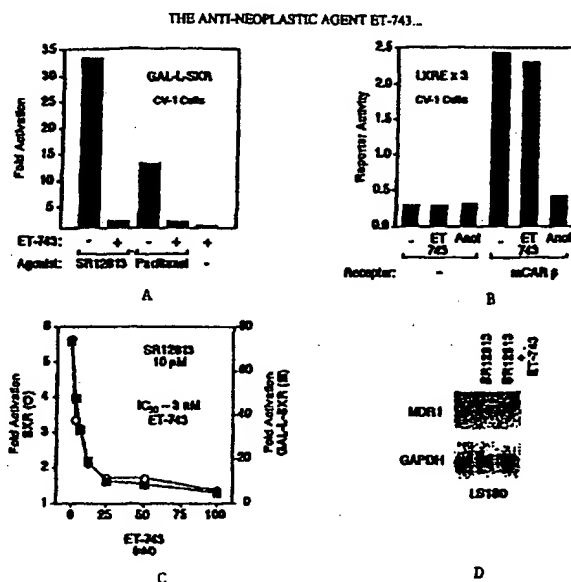 THE ANTI-NEOPLASTIC AGENT ET-743...
35
30
25
20
15
10
5
Fold Activation
GAL-L-SXR
CV-1 Cells
ET-743: - + - + +
Agonist: SR12813 Paclitaxel -
A
2.5
2.0
1.5
1.0
0.5
0.0
Reporter Activity
LXRE x 3
CV-1 Cells
- ET 743 Anol - ET 743 Anol
Receptor: - mCAR β
B
6
5
4
3
2
1
Fold Activation
SXR (O)
SR12813
10 µM
IC50 ~ 3 nM
ET-743
80
60
40
20
0
Fold Activation
GAL-L-SXR (■)
0 25 50 75 100
ET-743
(nM)
C
SR12813
SR12813 + ET-743
MDR1
GAPDH
LS180
D